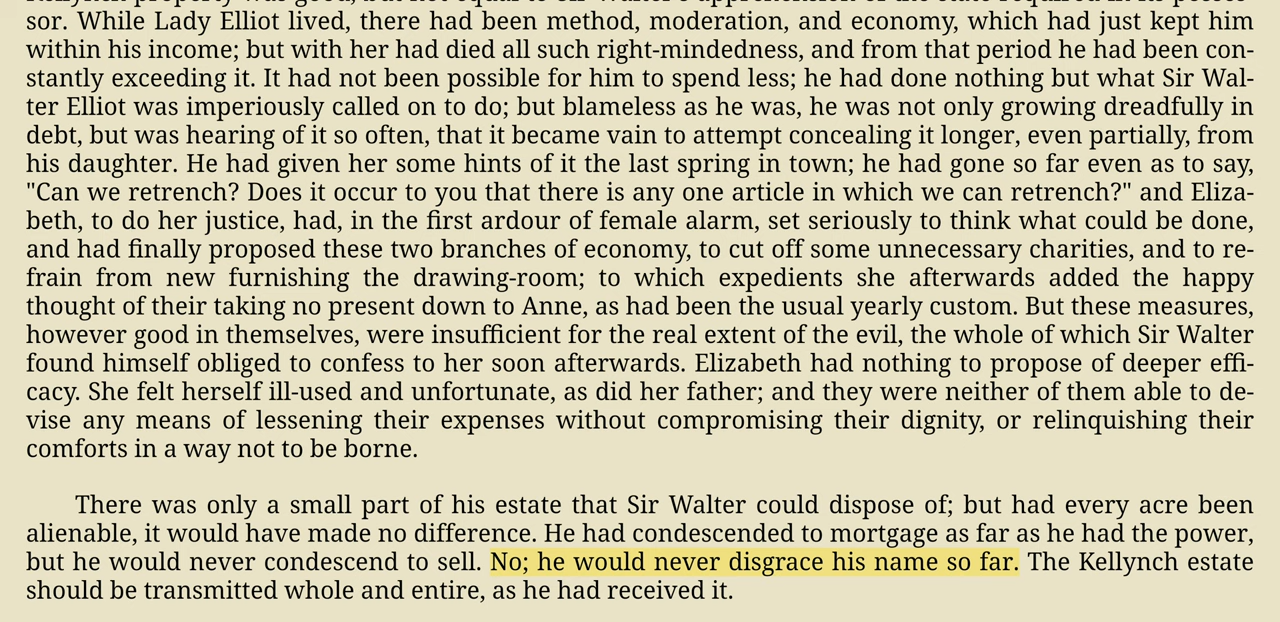 sor. While Lady Elliot lived, there had been method, moderation, and economy, which had just kept him
within his income; but with her had died all such right-mindedness, and from that period he had been con-
stantly exceeding it. It had not been possible for him to spend less; he had done nothing but what Sir Wal-
ter Elliot was imperiously called on to do; but blameless as he was, he was not only growing dreadfully in
debt, but was hearing of it so often, that it became vain to attempt concealing it longer, even partially, from
his daughter. He had given her some hints of it the last spring in town; he had gone so far even as to say,
"Can we retrench? Does it occur to you that there is any one article in which we can retrench?" and Eliza-
beth, to do her justice, had, in the first ardour of female alarm, set seriously to think what could be done,
and had finally proposed these two branches of economy, to cut off some unnecessary charities, and to re-
frain from new furnishing the drawing-room; to which expedients she afterwards added the happy
thought of their taking no present down to Anne, as had been the usual yearly custom. But these measures,
however good in themselves, were insufficient for the real extent of the evil, the whole of which Sir Walter
found himself obliged to confess to her soon afterwards. Elizabeth had nothing to propose of deeper effi-
cacy. She felt herself ill-used and unfortunate, as did her father; and they were neither of them able to de-
vise any means of lessening their expenses without compromising their dignity, or relinquishing their
comforts in a way not to be borne.
There was only a small part of his estate that Sir Walter could dispose of; but had every acre been
alienable, it would have made no difference. He had condescended to mortgage as far as he had the power,
but he would never condescend to sell. No; he would never disgrace his name so far. The Kellynch estate
should be transmitted whole and entire, as he had received it.